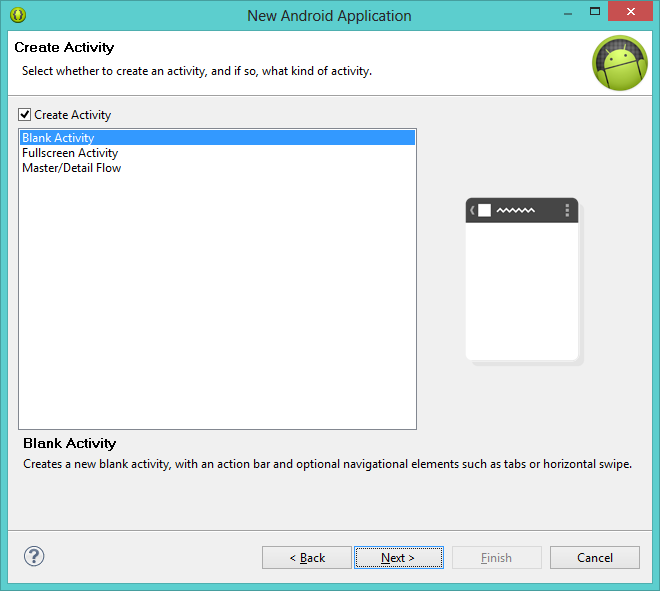 New Android Application
Create Activity
Select whether to create an activity, and if so, what kind of activity.
Create Activity
Blank Activity
Fullscreen Activity
Master/Detail Flow
Blank Activity
Creates a new blank activity, with an action bar and optional navigational elements such as tabs or horizontal swipe.
? < Back Next > Finish Cancel